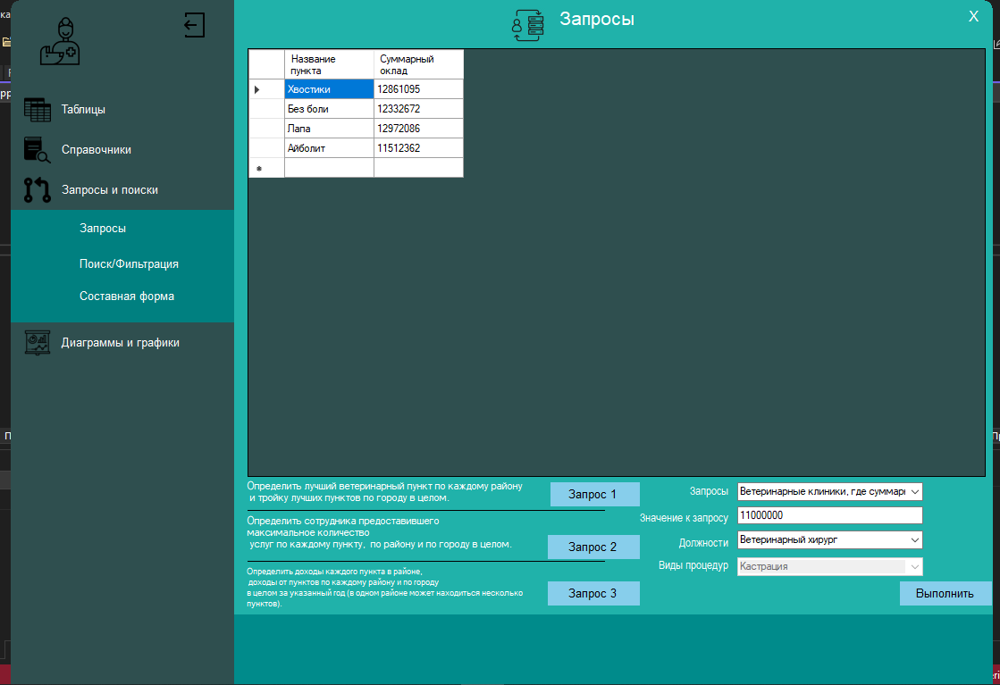 Запросы
X
Таблицы
Справочники
Запросы и поиски
Запросы
Поиск/Фильтрация
Составная форма
Диаграммы и графики
Название пункта
Суммарный оклад
Хвостики
12861095
Без боли
12332672
Лапа
12972086
Айболит
11512362
Определить лучший ветеринарный пункт по каждому району
и тройку лучших пунктов по городу в целом.
Запрос 1
Определить сотрудника предоставившего
максимальное количество
услуг по каждому пункту, по району и по городу в целом.
Запрос 2
Определить доходы каждого пункта в районе,
доходы от пунктов по каждому району и по городу
в целом за указанный год (в одном районе может находиться несколько
пунктов).
Запрос 3
Запросы
Ветеринарные клиники, где суммар
Значение к запросу
11000000
Должности
Ветеринарный хирург
Виды процедур
Кастрация
Выполнить